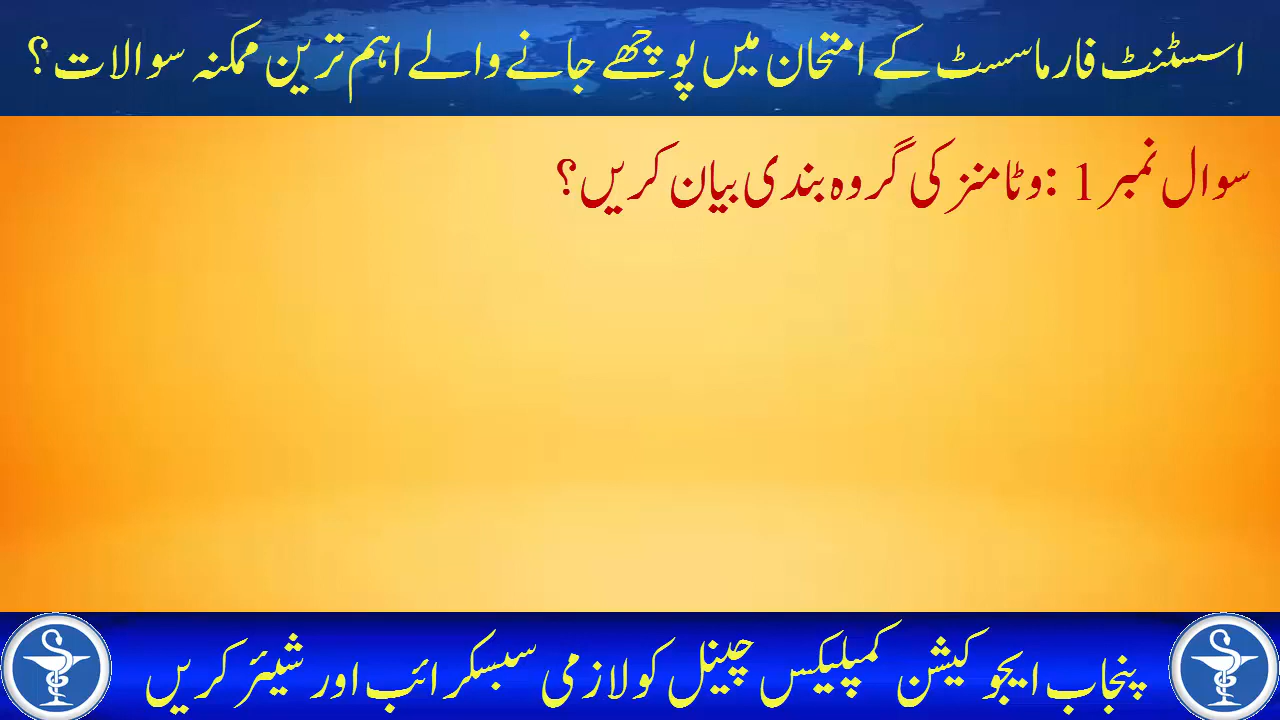 اسسٹنٹ فارماسسٹ کے امتحان میں پوچھے جانے والے اہم ترین ممکنہ سوالات؟
سوال نمبر 1 :وٹامنز کی گروہ بندی بیان کریں؟
پنجاب ایجوکیشن کمپلیکس چینل کو لازمی سبسکرائب اور شیئر کریں